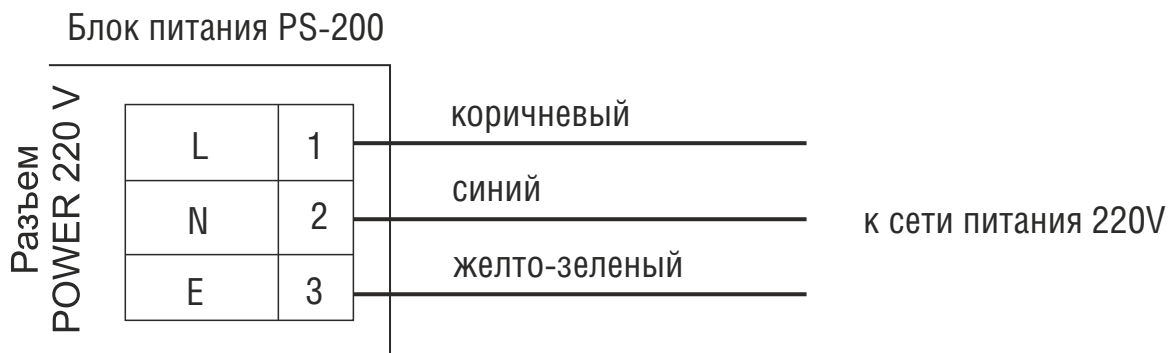 Блок питания PS-200
Разъем
POWER 220 V
L 1 коричневый
N 2 синий
E 3 желто-зеленый
к сети питания 220V